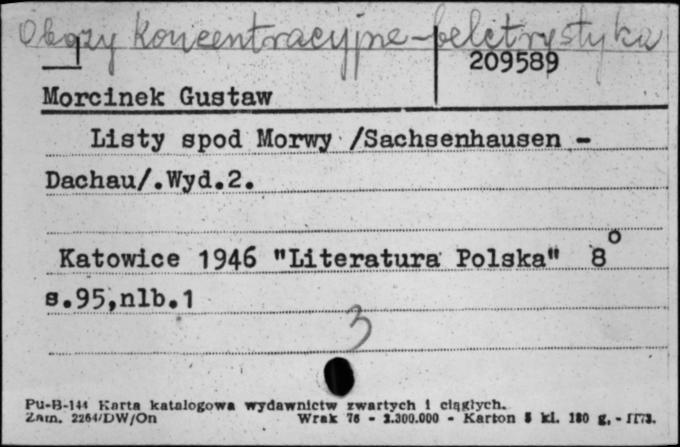 Obozy koncentracyjne-beletrystyka
209589
Morcinek Gustaw
Listy spod Morwy /Sachsenhausen -
Dachau/.Wyd.2.
Katowice 1946 "Literatura Polska" 8°
s.95,nlb.1
3
Pu-B-144 Karta katalogowa wydawnictw zwartych i ciągłych.
Zam. 2264/DW/On Wrak 76 - 2.300.000 - Karton 5 kl. 180 g. -